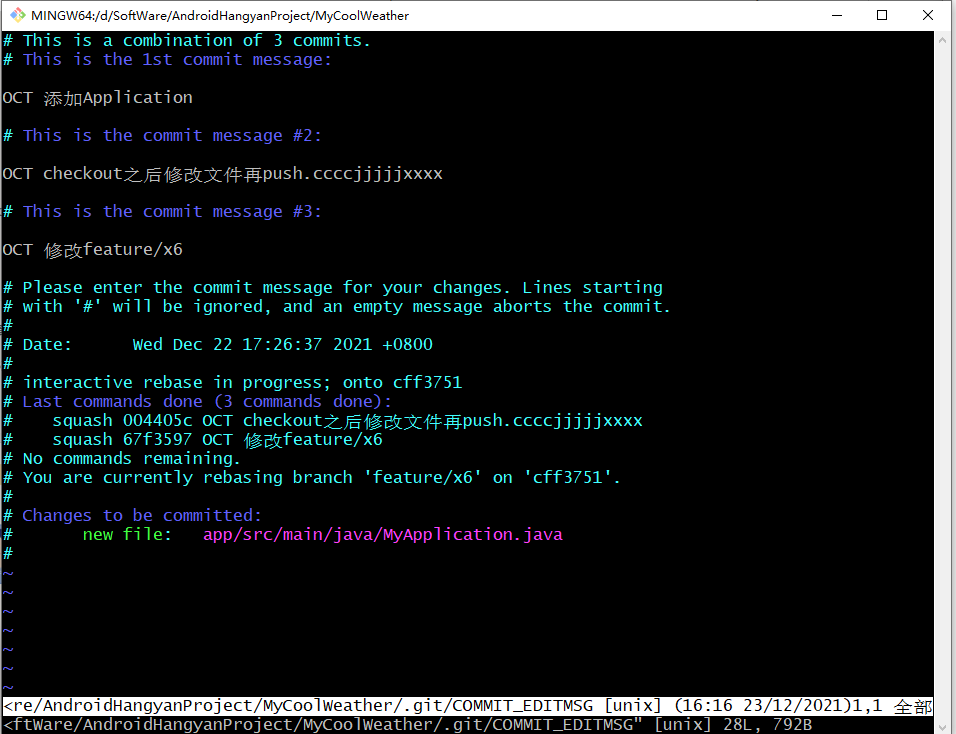 MINGW64:/d/SoftWare/AndroidHangyanProject/MyCoolWeather
# This is a combination of 3 commits.
# This is the 1st commit message:
OCT 添加Application
# This is the commit message #2:
OCT checkout之后修改文件再push.ccccjjjjjxxxx
# This is the commit message #3:
OCT 修改feature/x6
# Please enter the commit message for your changes. Lines starting
# with '#' will be ignored, and an empty message aborts the commit.
#
# Date:      Wed Dec 22 17:26:37 2021 +0800
#
# interactive rebase in progress; onto cff3751
# Last commands done (3 commands done):
#    squash 004405c OCT checkout之后修改文件再push.ccccjjjjjxxxx
#    squash 67f3597 OCT 修改feature/x6
# No commands remaining.
# You are currently rebasing branch 'feature/x6' on 'cff3751'.
#
# Changes to be committed:
#       new file:   app/src/main/java/MyApplication.java
#
~
~
~
~
~
~
~
<re/AndroidHangyanProject/MyCoolWeather/.git/COMMIT_EDITMSG [unix] (16:16 23/12/2021)1,1 全部
<ftWare/AndroidHangyanProject/MyCoolWeather/.git/COMMIT_EDITMSG" [unix] 28L, 792B